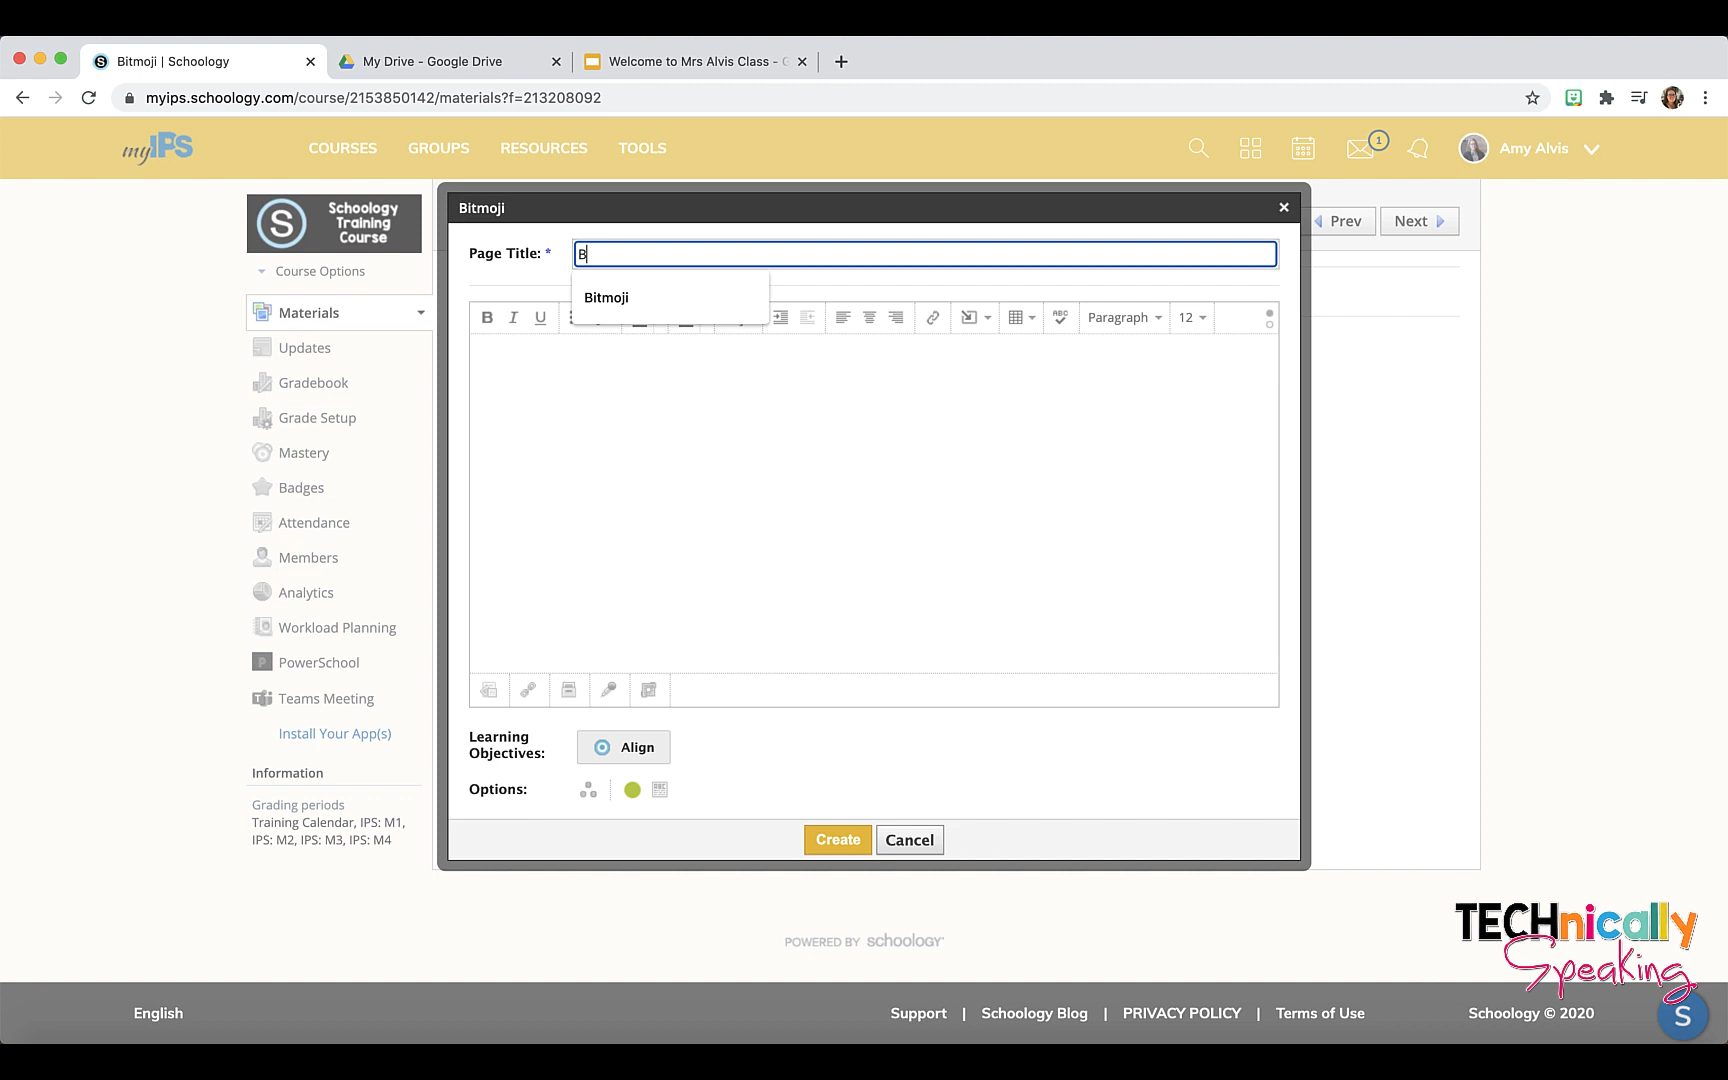 Bitmoji | Schoology
My Drive - Google Drive
Welcome to Mrs Alvis Class - G
myips.schoology.com/course/2153850142/materials?f=213208092
myIPS
COURSES
GROUPS
RESOURCES
TOOLS
1
Amy Alvis
S
Schoology
Training
Course
Course Options
Materials
Updates
Gradebook
Grade Setup
Mastery
Badges
Attendance
Members
Analytics
Workload Planning
P
PowerSchool
Teams Meeting
Install Your App(s)
Information
Grading periods
Training Calendar, IPS: M1,
IPS: M2, IPS: M3, IPS: M4
Bitmoji
Prev
Next
Page Title: *
B
Bitmoji
B I U
ABC
Paragraph
12
Learning
Objectives:
Align
Options:
Create
Cancel
POWERED BY schoology
TECHnically
Speaking
English
Support | Schoology Blog | PRIVACY POLICY | Terms of Use
Schoology © 2020
S